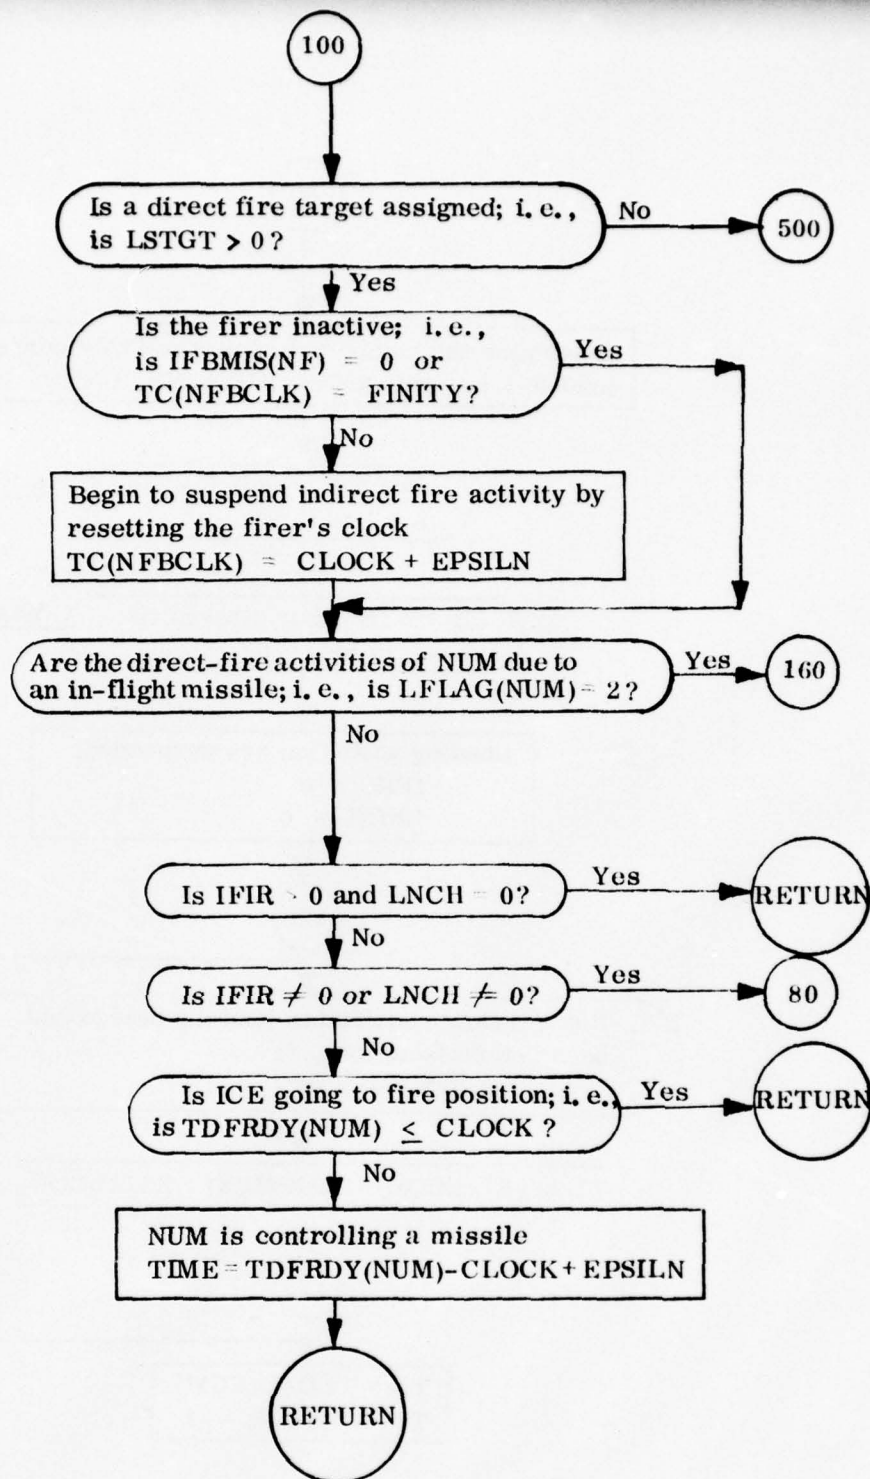 100
Is a direct fire target assigned; i. e.,
is LSTGT > 0?
No
500
Yes
Is the firer inactive; i. e.,
is IFBMIS(NF) = 0 or
TC(NFBCLK) = FINITY?
Yes
No
Begin to suspend indirect fire activity by
resetting the firer's clock
TC(NFBCLK) = CLOCK + EPSILN
Are the direct-fire activities of NUM due to
an in-flight missile; i. e., is LFLAG(NUM) = 2?
Yes
160
No
Is IFIR 0 and LNCH = 0?
Yes
RETURN
No
Is IFIR ≠ 0 or LNCH ≠ 0?
Yes
80
No
Is ICE going to fire position; i. e.,
is TDFRDY(NUM) ≤ CLOCK ?
Yes
RETURN
No
NUM is controlling a missile
TIME = TDFRDY(NUM)-CLOCK + EPSILN
RETURN